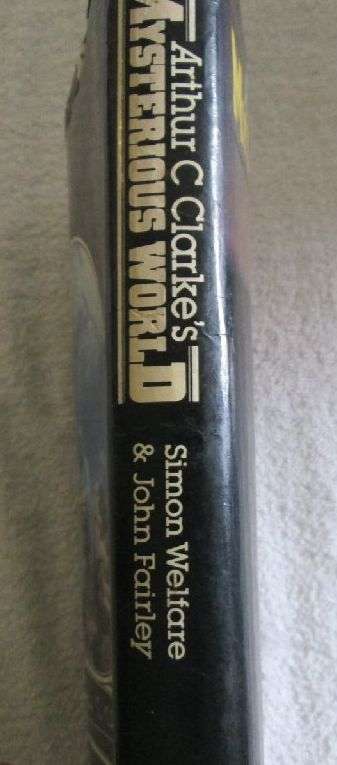 Arthur C Clarke's
MYSTERIOUS WORLD
Simon Welfare
& John Fairley